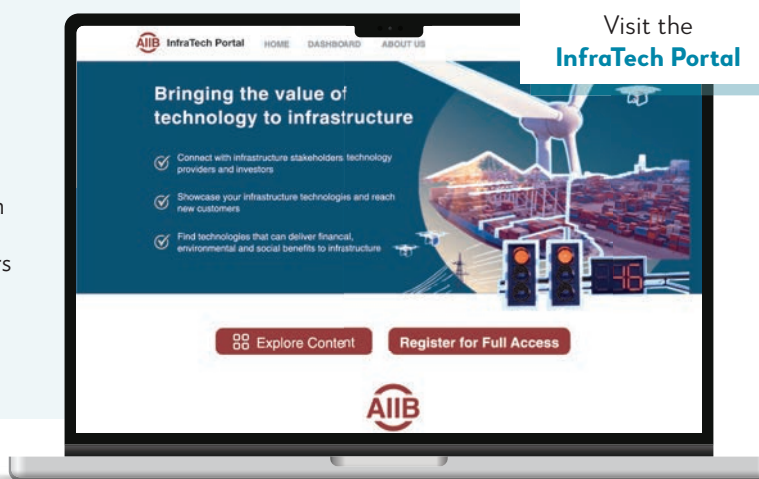 Visit the
InfraTech Portal
AIIB InfraTech Portal HOME DASHBOARD ABOUT US
Bringing the value of
technology to infrastructure
Connect with infrastructure stakeholders technology
providers and investors
Showcase your infrastructure technologies and reach
new customers
Find technologies that can deliver financal,
environmental and social benefits to infrastructure
46
Explore Content Register for Full Access
AIIB